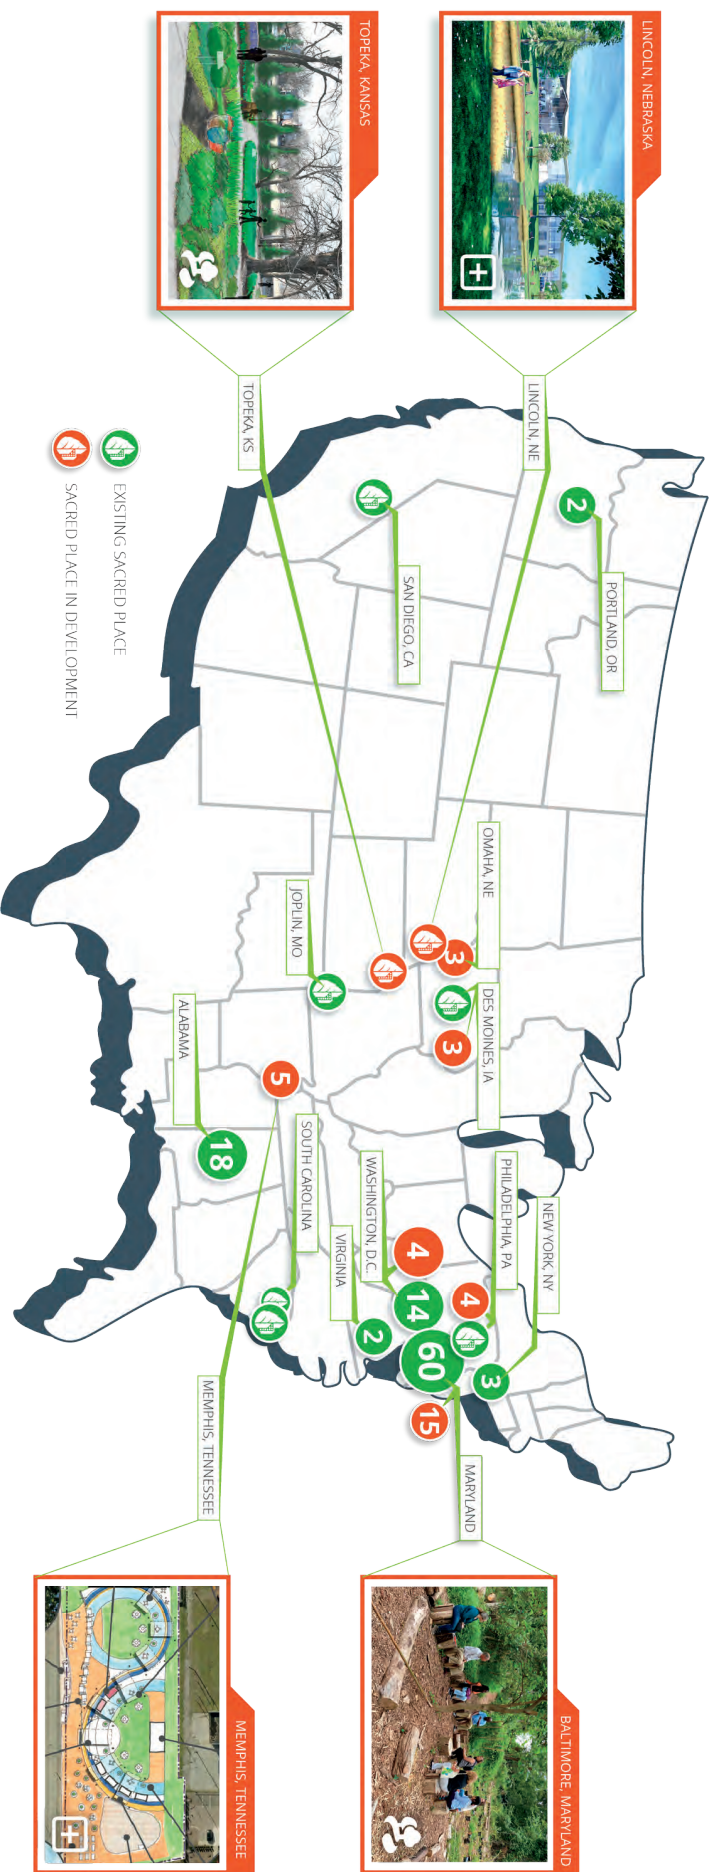 LINCOLN, NEBRASKA
TOPEKA, KANSAS
LINCOLN, NE
TOPEKA, KS
2
PORTLAND, OR
SAN DIEGO, CA
EXISTING SACRED PLACE
SACRED PLACE IN DEVELOPMENT
OMAHA, NE
3
DES MOINES, IA
3
JOPLIN, MO
ALABAMA
18
5
SOUTH CAROLINA
WASHINGTON, D.C.
4
14
VIRGINIA
2
PHILADELPHIA, PA
4
NEW YORK, NY
3
60
15
MARYLAND
MEMPHIS, TENNESSEE
BALTIMORE, MARYLAND
MEMPHIS, TENNESSEE